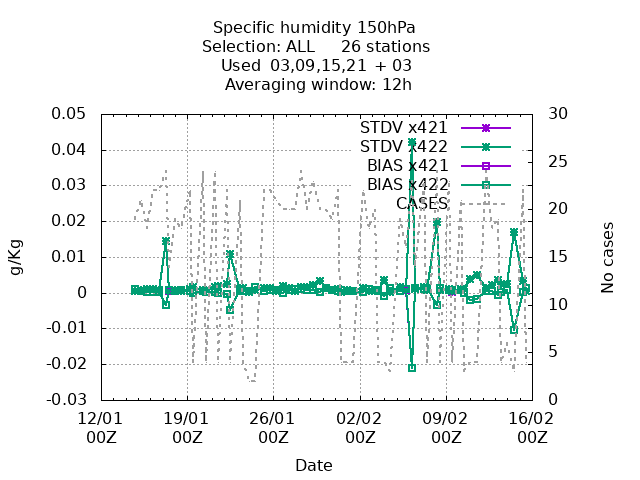 Specific humidity 150hPa
Selection: ALL 26 stations
Used 03,09,15,21 + 03
Averaging window: 12h
0.05
0.04
0.03
0.02
0.01
0
-0.01
-0.02
-0.03
g/Kg
30
25
20
15
10
5
0
No cases
STDV x421
STDV x422
BIAS x421
BIAS x422
CASES
12/01 19/01 26/01 02/02 09/02 16/02
00Z 00Z 00Z 00Z 00Z 00Z
Date